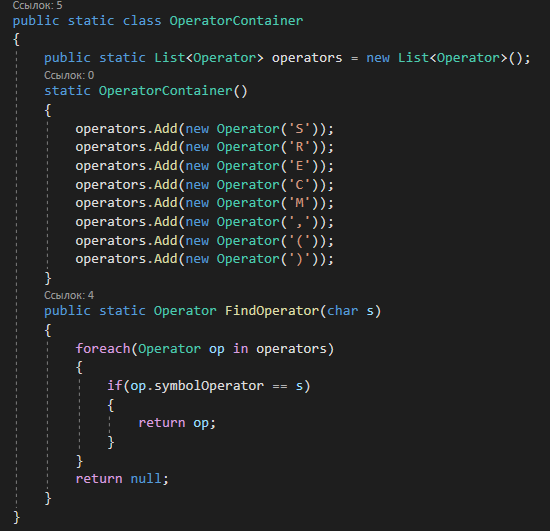 Ссылок: 5
public static class OperatorContainer
{
    public static List<Operator> operators = new List<Operator>();
    Ссылок: 0
    static OperatorContainer()
    {
        operators.Add(new Operator('S'));
        operators.Add(new Operator('R'));
        operators.Add(new Operator('E'));
        operators.Add(new Operator('C'));
        operators.Add(new Operator('M'));
        operators.Add(new Operator(','));
        operators.Add(new Operator('('));
        operators.Add(new Operator(')'));
    }
    Ссылок: 4
    public static Operator FindOperator(char s)
    {
        foreach(Operator op in operators)
        {
            if(op.symbolOperator == s)
            {
                return op;
            }
        }
        return null;
    }
}